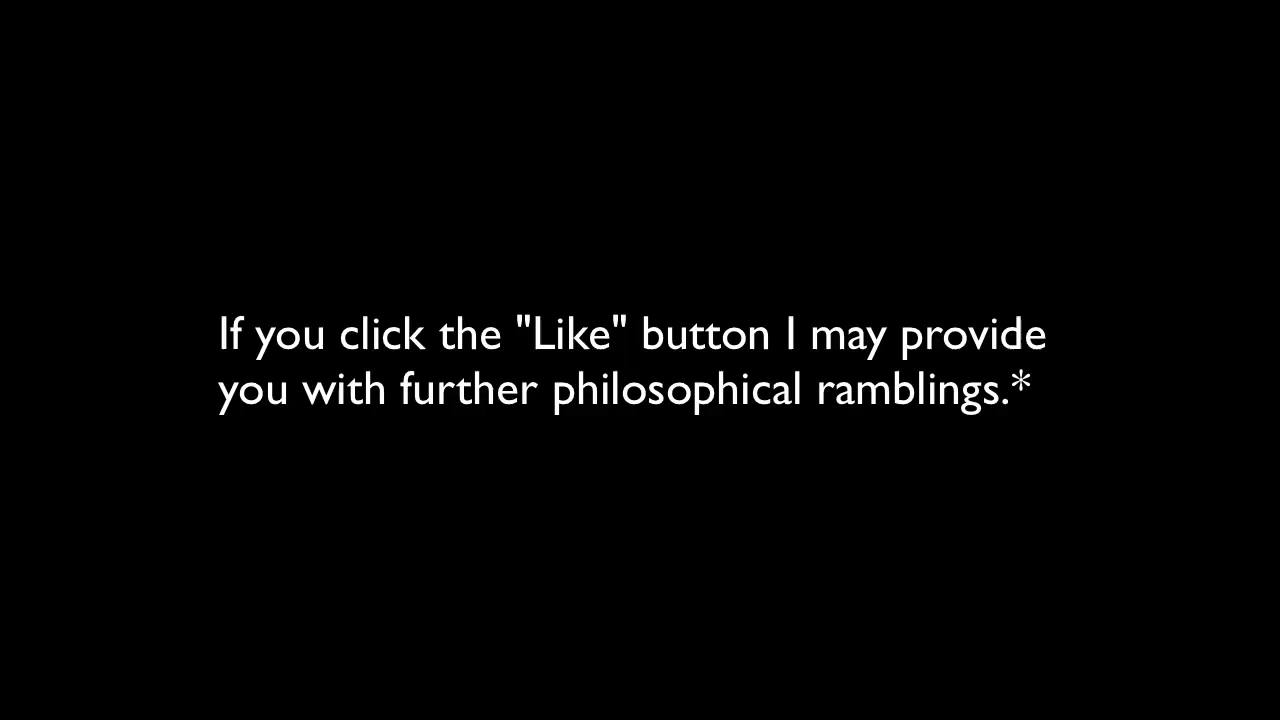 If you click the "Like" button I may provide
you with further philosophical ramblings.*